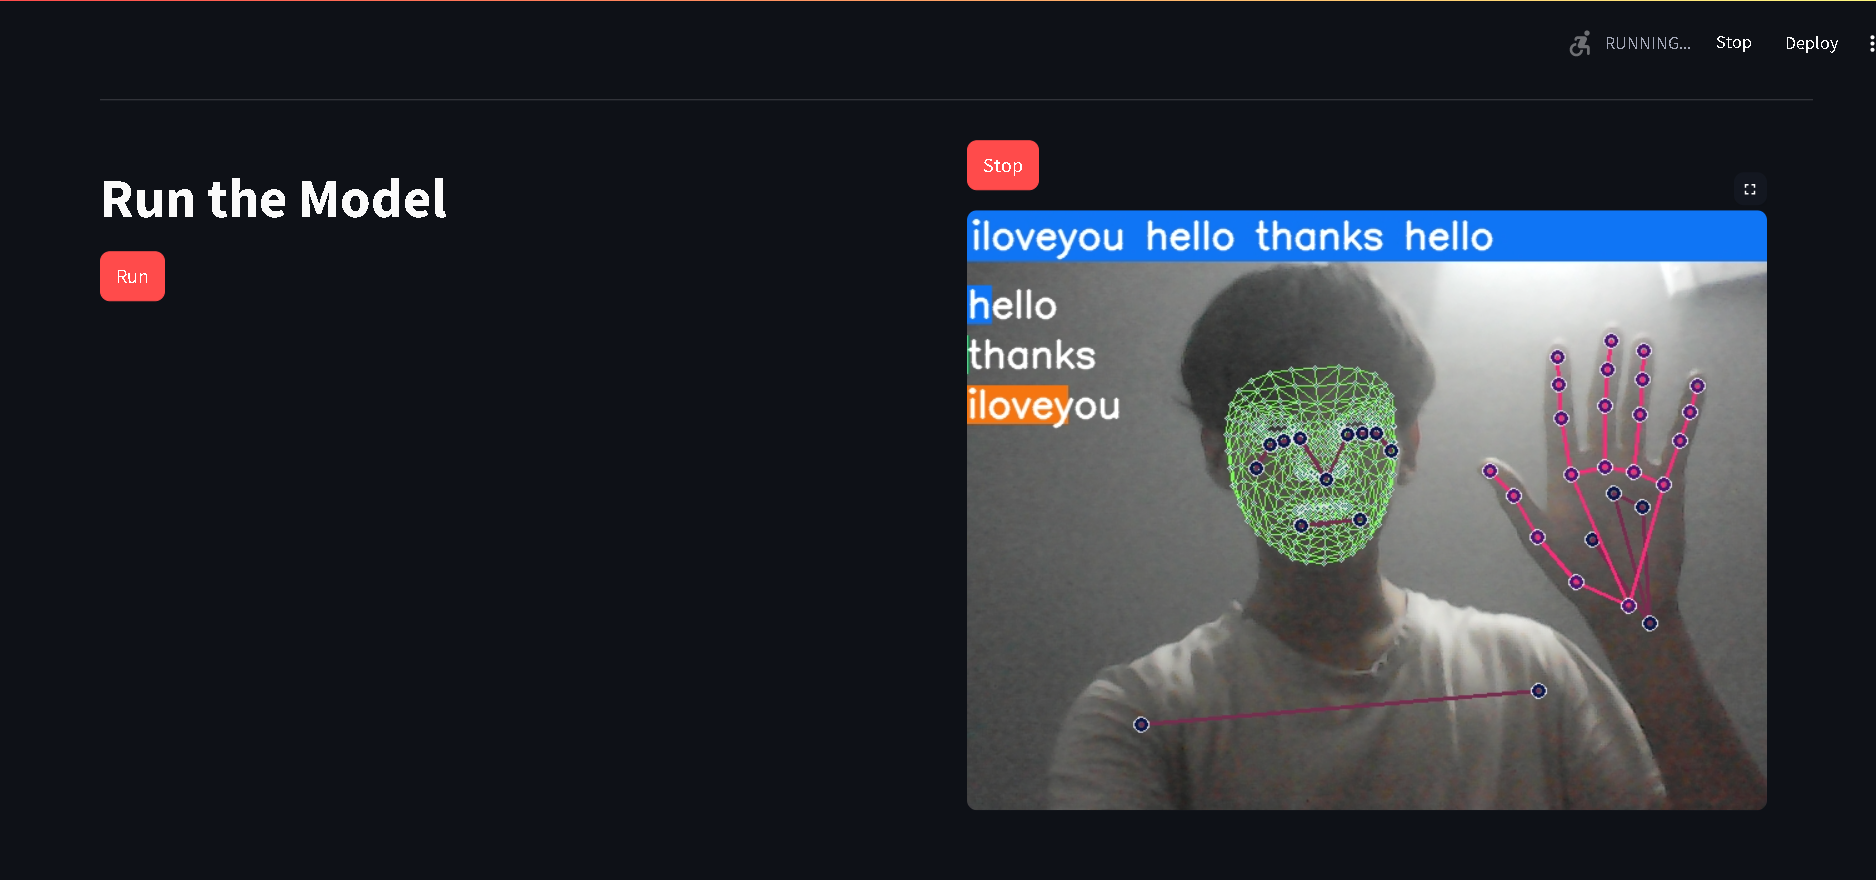 RUNNING... Stop Deploy
Run the Model
Run
Stop
iloveyou hello thanks hello
hello
thanks
iloveyou